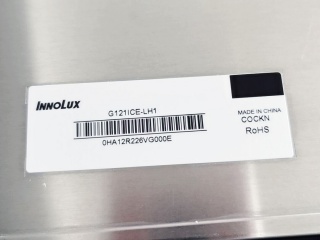 INNOLUX
G121ICE-LH1
0HA12R226VG000E
MADE IN CHINA
COCKN
RoHS